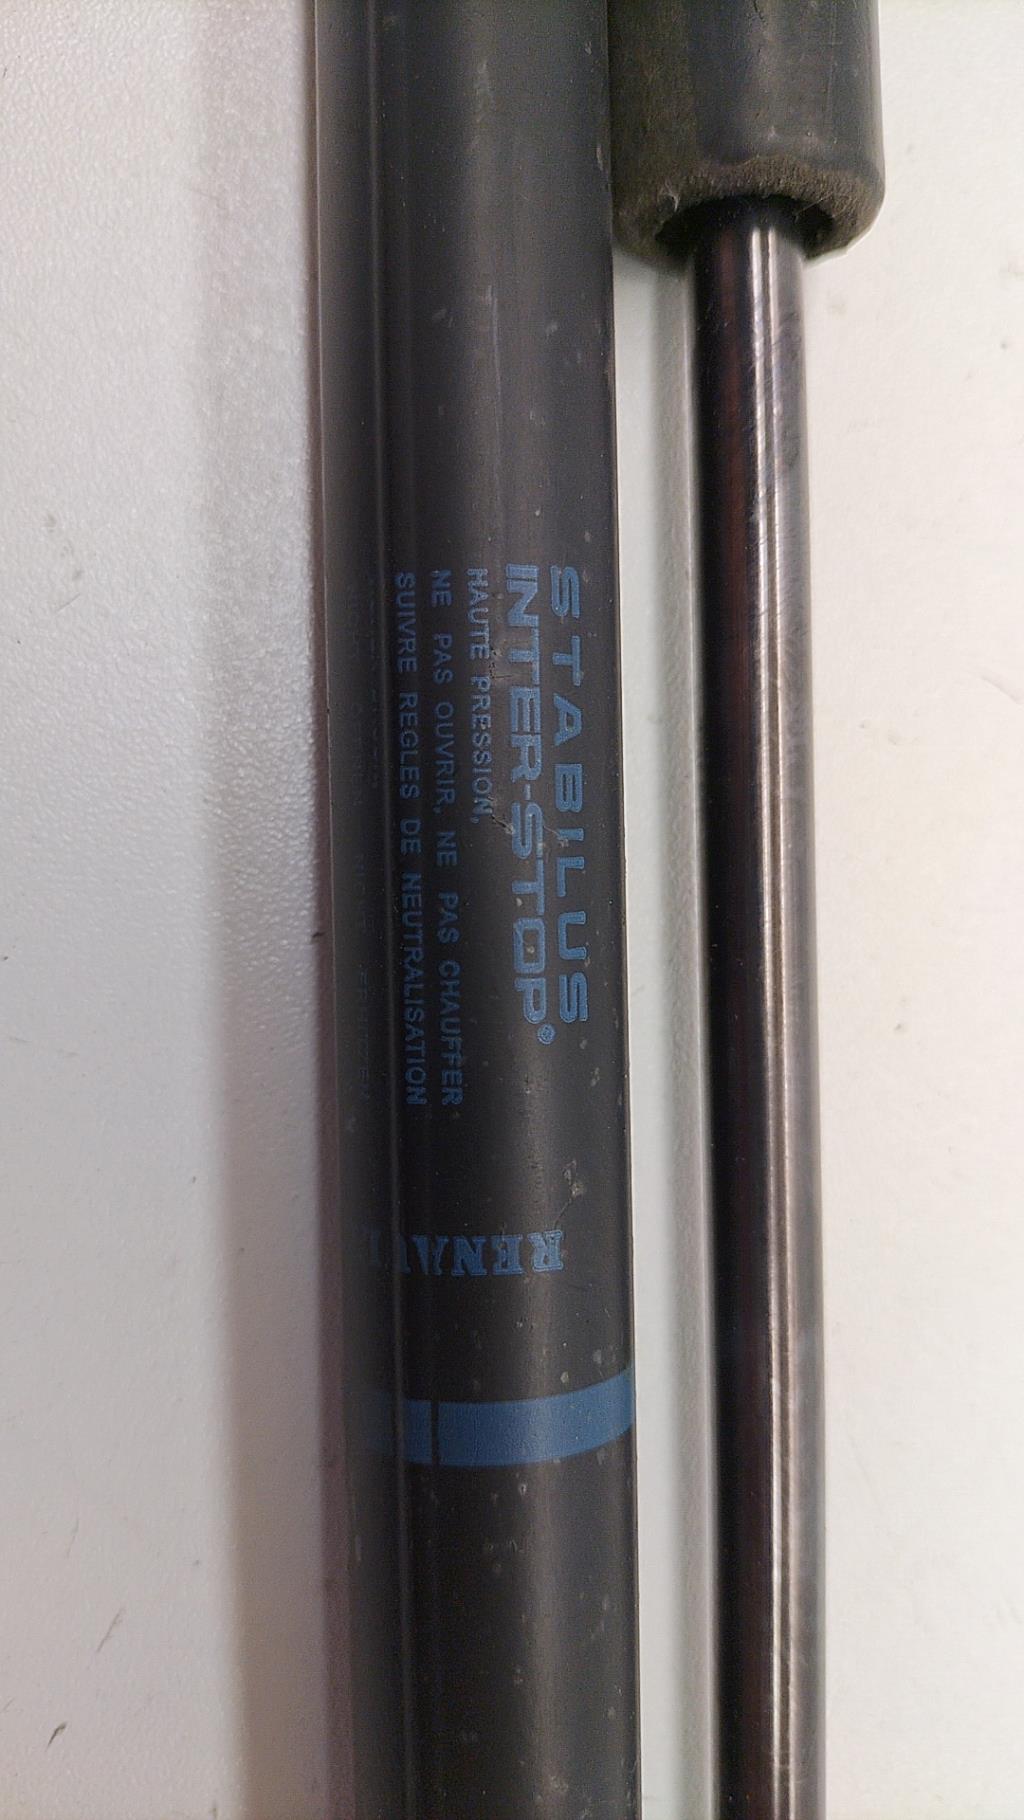 STABILUS
INTER-STOP®
HAUTE PRESSION,
NE PAS OUVRIR, NE PAS CHAUFFER
SUIVRE REGLES DE NEUTRALISATION